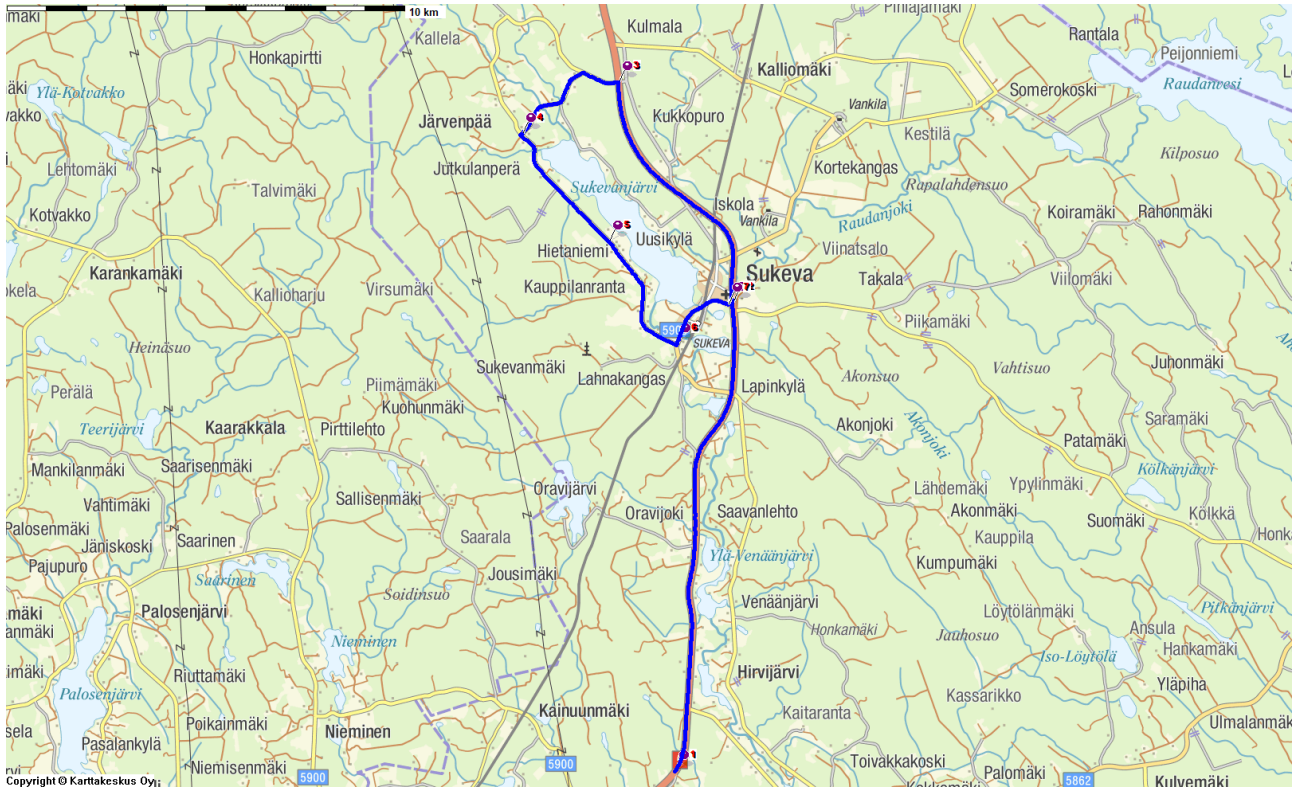 10 km
Kallela
Kulmala
Pihlajamäki
Rantala
Peijonniemi
Honkapirtti
Kalliomäki
Raudanvesi
Ylä-Kotvakko
Somerokoski
Vankila
Kukkopuro
Järvenpää
Kestilä
Kilposuo
Lehtomäki
Jutkulanperä
Kortekangas
Talvimäki
Sukevanjärvi
Rapalahdensuo
Iskola
Vankila
Raudanjoki
Koiramäki
Rahonmäki
Kotvakko
Uusikylä
Hietaniemi
Viinatsalo
Karankamäki
Sukeva
Takala
Viilomäki
Kallioharju
Virsumäki
Kauppilanranta
Piikamäki
SUKEVA
Heinäsuo
Sukevanmäki
Lahnakangas
Akonsuo
Vahtisuo
Juhonmäki
Perälä
Piimämäki
Kuohunmäki
Lapinkylä
Teerijärvi
Kaarakkala
Pirttilehto
Akonjoki
Akonjoki
Saramäki
Patamäki
Mankilanmäki
Saarisenmäki
Kölkänjärvi
Vahtimäki
Sallisenmäki
Oravijärvi
Lähdemäki
Ypylinmäki
Oravijoki
Saavanlehto
Akonmäki
Suomäki
Kölkkä
Palosenmäki
Jäniskoski
Saarinen
Saarala
Kauppila
Pajupuro
Ylä-Venäänjärvi
Kumpumäki
Saarinen
Jousimäki
Soidinsuo
Venäänjärvi
Löytölänmäki
Pitkänjärvi
Palosenjärvi
Honkamäki
Ansula
Nieminen
Jauhosuo
Hankamäki
Iso-Löytölä
Riuttamäki
Hirvijärvi
Palosenjärvi
Kassarikko
Yläpiha
Poikainmäki
Nieminen
Kainuunmäki
Kaitaranta
Ulmalanmäk
Pasalankylä
Niemisenmäki
5900
5900
Toivakkakoski
Palomäki
5862
Kulvemäki
Copyright © Karttakeskus Oy